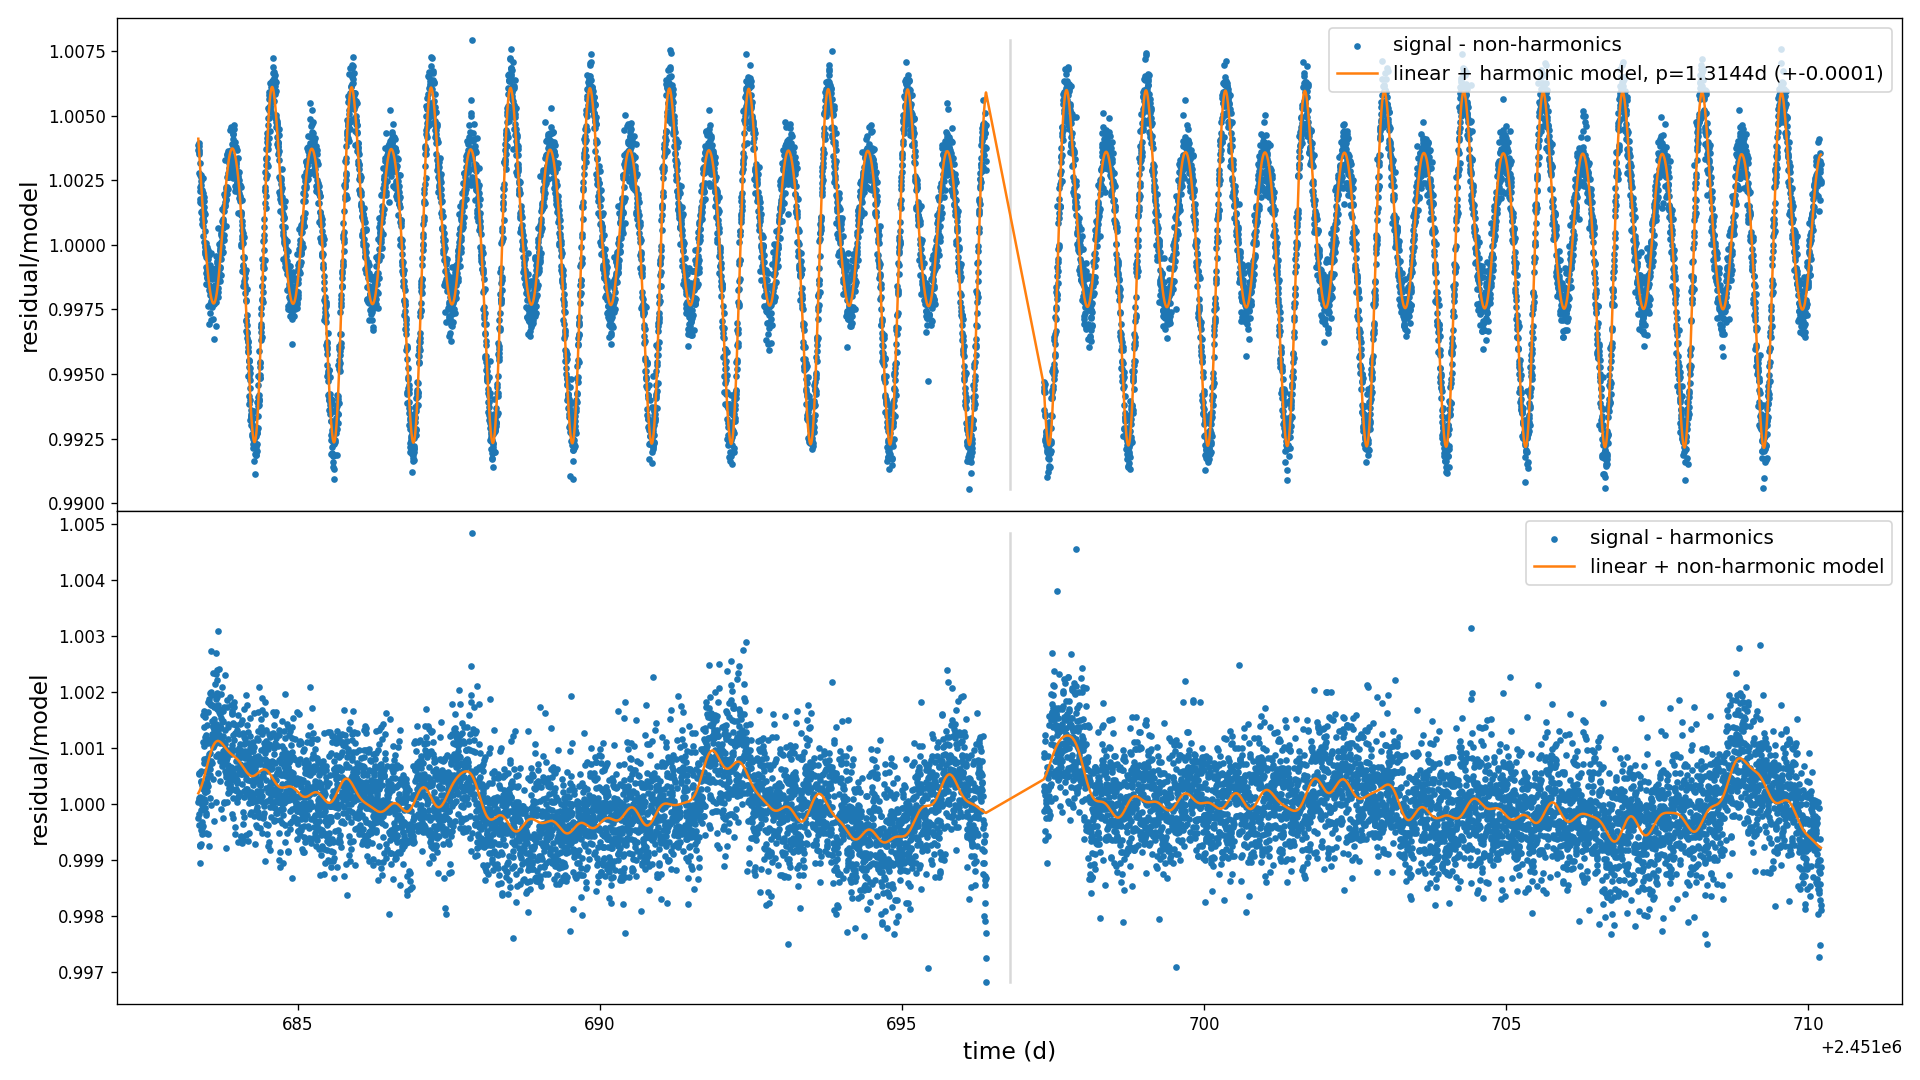 1.0075
1.0050
1.0025
1.0000
0.9975
0.9950
0.9925
0.9900
residual/model
signal - non-harmonics
linear + harmonic model, p=1.3144d (+-0.0001)
1.005
1.004
1.003
1.002
1.001
1.000
0.999
0.998
0.997
residual/model
signal - harmonics
linear + non-harmonic model
685 690 695 700 705 710
time (d)
+2.451e6